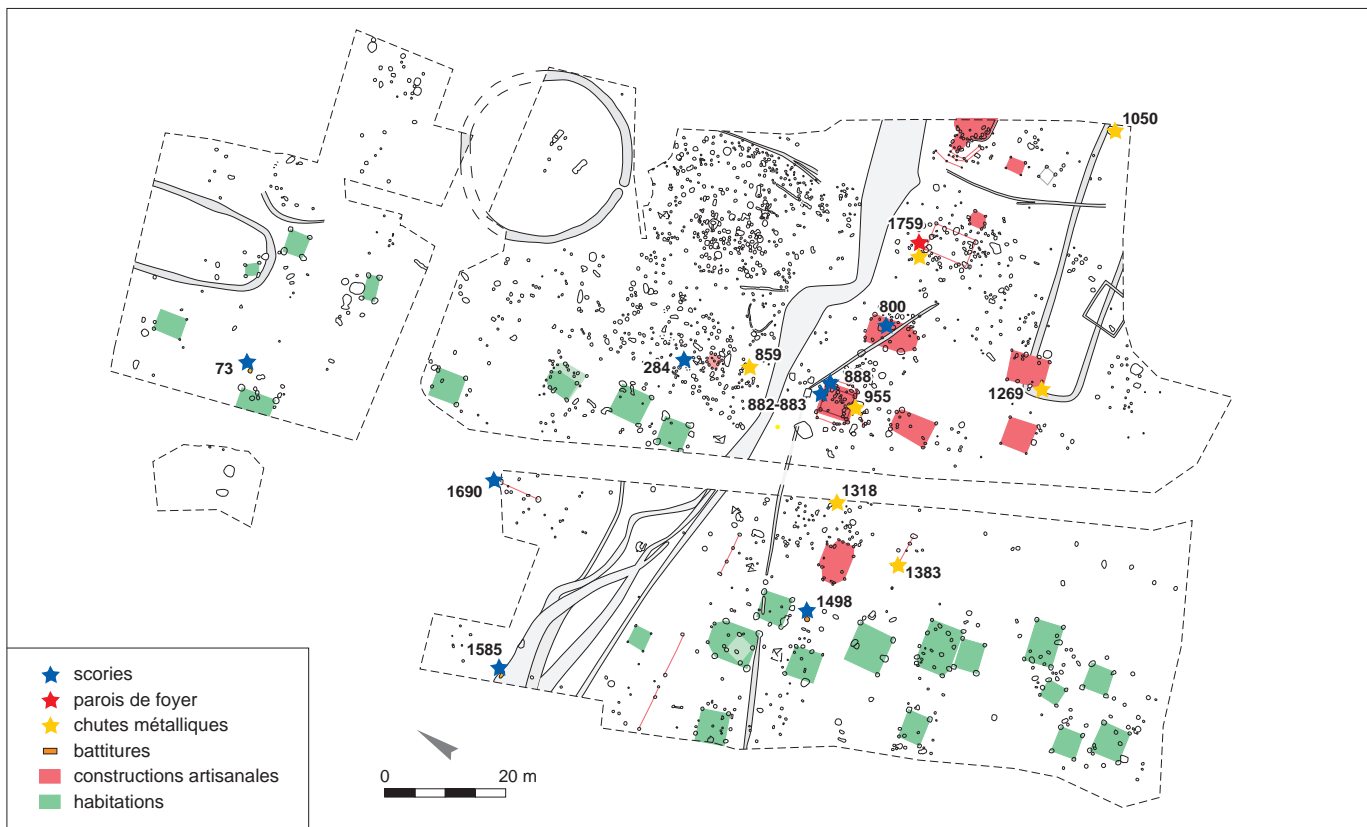 1050
1759
800
859
284
888
73
882-883
955
1269
1690
1318
1383
1498
1585
scories
parois de foyer
chutes métalliques
battitures
constructions artisanales
habitations
0 20 m